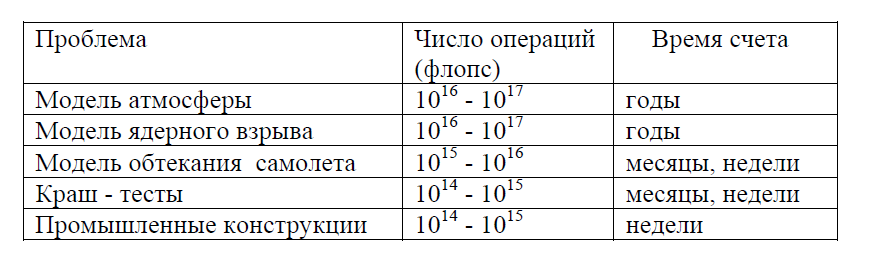 Проблема Число операций Время счета
(флопс)
Модель атмосферы 10^16 - 10^17 годы
Модель ядерного взрыва 10^16 - 10^17 годы
Модель обтекания самолета 10^15 - 10^16 месяцы, недели
Краш - тесты 10^14 - 10^15 месяцы, недели
Промышленные конструкции 10^14 - 10^15 недели